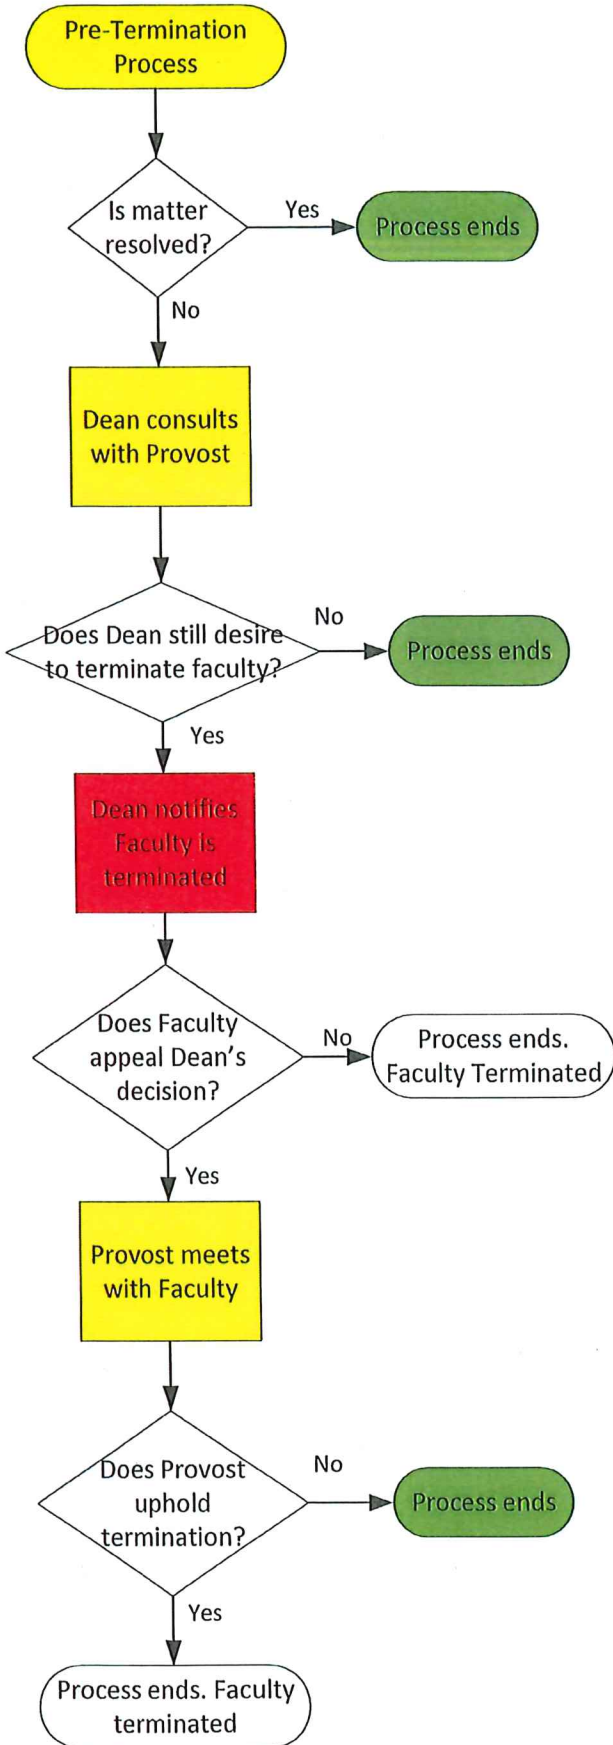 Pre-Termination
Process
Is matter
resolved?
Yes
Process ends
No
Dean consults
with Provost
Does Dean still desire
to terminate faculty?
No
Process ends
Yes
Dean notifies
Faculty is
terminated
Does Faculty
appeal Dean's
decision?
No
Process ends.
Faculty Terminated
Yes
Provost meets
with Faculty
Does Provost
uphold
termination?
No
Process ends
Yes
Process ends. Faculty
terminated